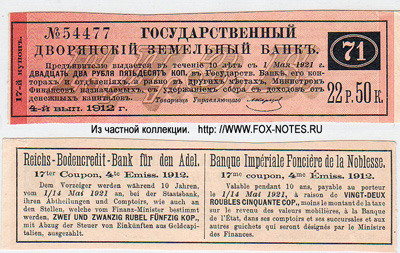 17-й купонъ.
№54477 ГОСУДАРСТВЕННЫЙ
ДВОРЯНСКІЙ ЗЕМЕЛЬНЫЙ БАНКЪ.
Предъявителю выдается въ теченіе 10 лѣтъ съ 1 Мая 1921 г.
ДВАДЦАТЬ ДВА РУБЛЯ ПЯТЬДЕСЯТЪ КОП. въ Государств. Банкѣ, его кон-
торахъ и отдѣленіяхъ, а равно въ другихъ мѣстахъ, Министромъ
Финансовъ назначаемыхъ, съ удержаніемъ сбора съ доходовъ отъ
денежныхъ капиталовъ.
Товарищъ Управляющаго
4-й вып. 1912 г.
71
22 р. 50 к.
Из частной коллекции. http://WWW.FOX-NOTES.RU
Reichs-Bodencredit-Bank für den Adel.
17ter Coupon, 4te Emiss. 1912.
Dem Vorzeiger werden während 10 Jahren,
vom 1/14 Mai 1921 an, bei der Staatsbank,
ihren Abtheilungen und Comptoirs, wie auch an
den Stellen, welche vom Finanz-Minister bestimmt
werden, ZWEI UND ZWANZIG RUBEL FÜNFZIG KOP.,
mit Abzug der Steuer von Einkünften aus Geldcapi-
talien, ausgezahlt.
Banque Impériale Foncière de la Noblesse.
17me coupon, 4me Emiss. 1912.
Valable pendant 10 ans, payable au porteur
le 1/14 Mai 1921, à raison de VINGT-DEUX
ROUBLES CINQUANTE COP., moins le montant de la taxe
sur le revenu des valeurs mobilières, à la Banque
de l'État, dans ses comptoirs et ses succursales et aux
autres guichets qui seront désignés par le Ministre
des Finances.